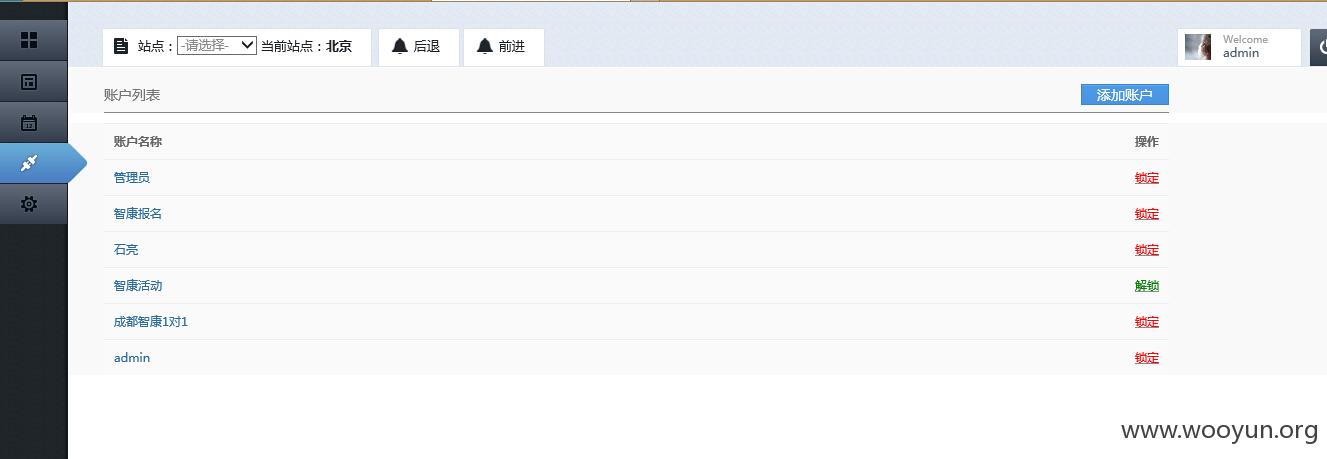 站点：-请选择- 当前站点：北京 后退 前进
Welcome
admin
账户列表 添加账户
账户名称 操作
管理员 锁定
智康报名 锁定
石亮 锁定
智康活动 解锁
成都智康1对1 锁定
admin 锁定
www.wooyun.org